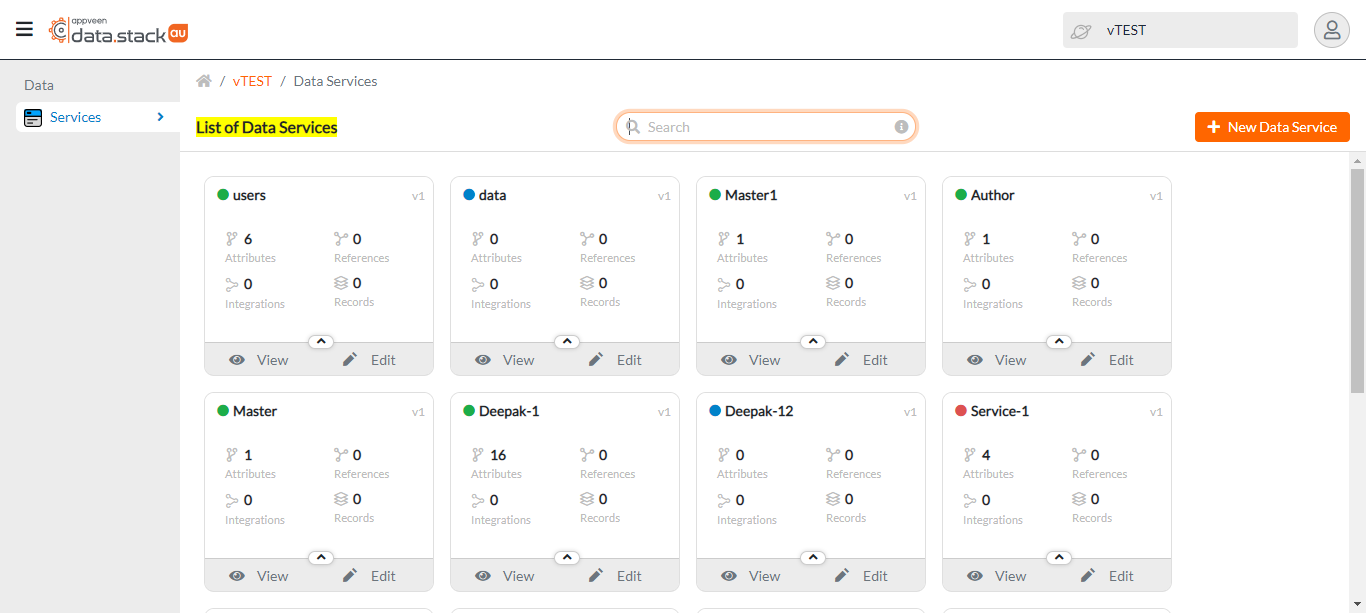 appveen
data.stack au
vTEST
Data
Services
/ vTEST / Data Services
List of Data Services
Search
New Data Service
users v1
6 Attributes
0 References
0 Integrations
0 Records
View Edit
data v1
0 Attributes
0 References
0 Integrations
0 Records
View Edit
Master1 v1
1 Attributes
0 References
0 Integrations
0 Records
View Edit
Author v1
1 Attributes
0 References
0 Integrations
0 Records
View Edit
Master v1
1 Attributes
0 References
0 Integrations
0 Records
View Edit
Deepak-1 v1
16 Attributes
0 References
0 Integrations
0 Records
View Edit
Deepak-12 v1
0 Attributes
0 References
0 Integrations
0 Records
View Edit
Service-1 v1
4 Attributes
0 References
0 Integrations
0 Records
View Edit